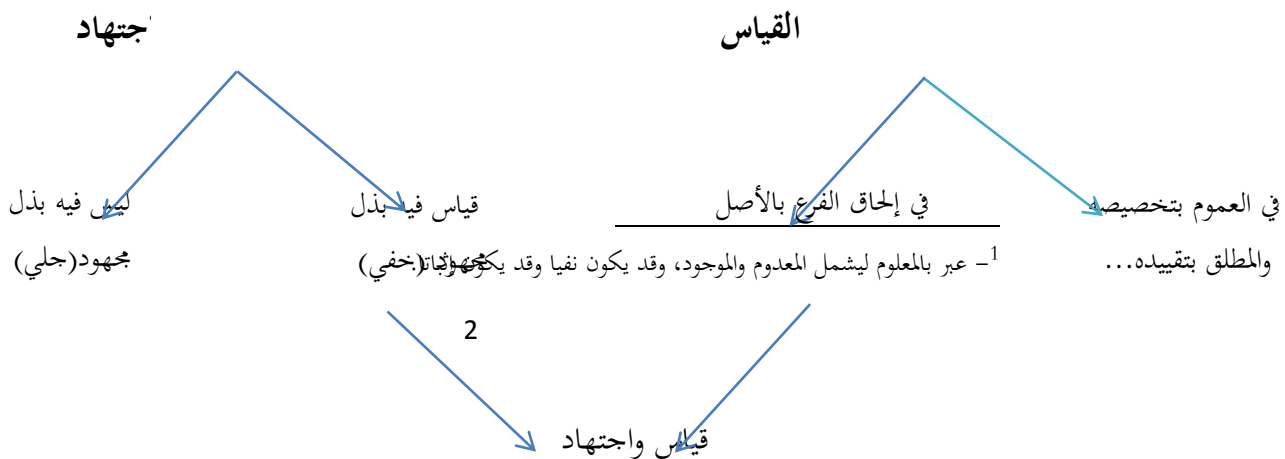 القياس
جتهاد
في العموم بتخصيصه
والمطلق بتقييده...
في إلحاق الفرع بالأصل
قياس فيه بذل
مجهود (خفي)
ليس فيه بذل
مجهود(جلي)
1- عبر بالمعلوم ليشمل المعدوم والموجود، وقد يكون نفيا وقد يكون إثباتا.
2
قياس واجتهاد